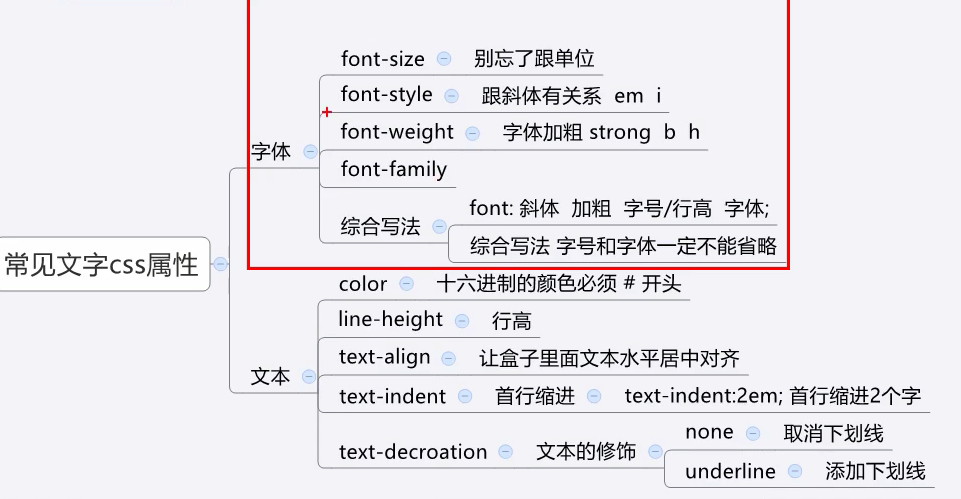 常见文字css属性
字体
font-size 别忘了跟单位
font-style 跟斜体有关系 em i
font-weight 字体加粗 strong b h
font-family
综合写法
font: 斜体 加粗 字号/行高 字体;
综合写法 字号和字体一定不能省略
文本
color 十六进制的颜色必须 # 开头
line-height 行高
text-align 让盒子里面文本水平居中对齐
text-indent 首行缩进 text-indent:2em; 首行缩进2个字
text-decroation 文本的修饰
none 取消下划线
underline 添加下划线